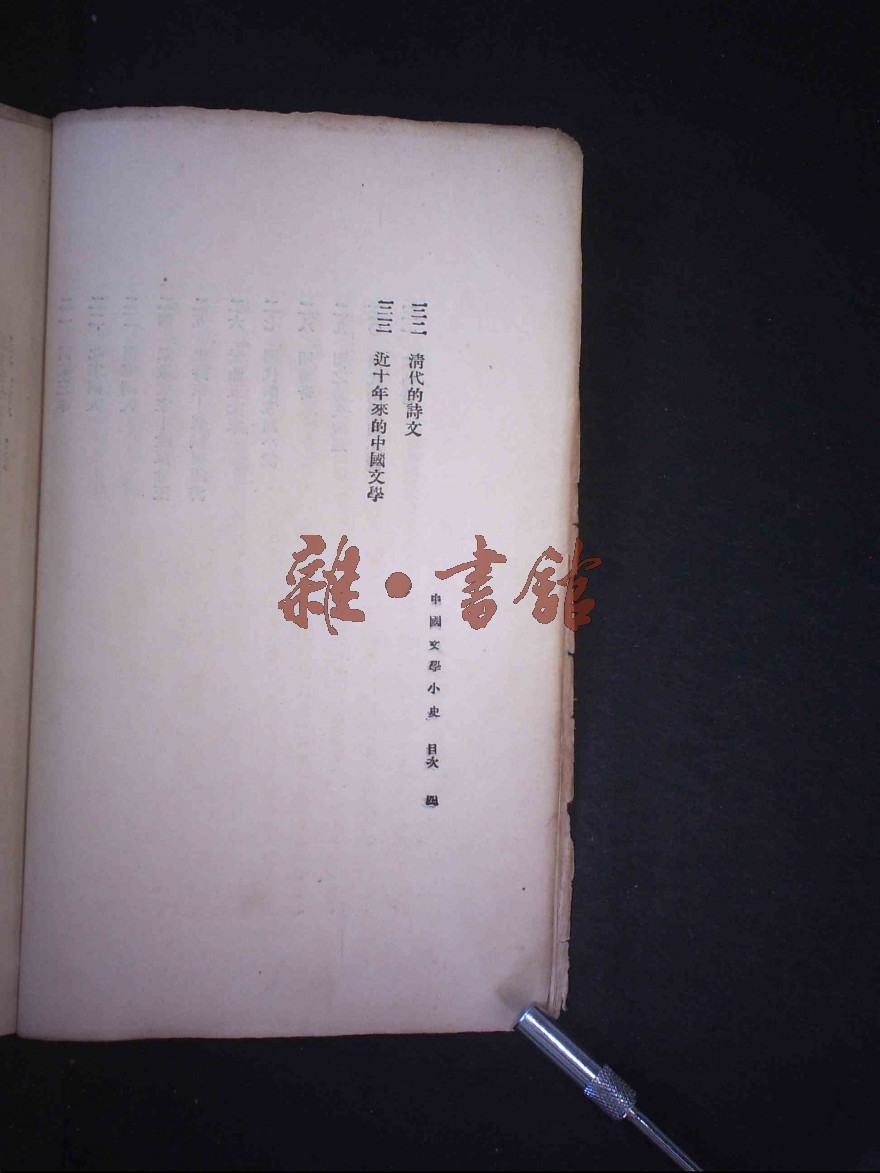 三二　清代的詩文
三三　近十年來的中國文學
中國文學小史　目次　四
雜•書館